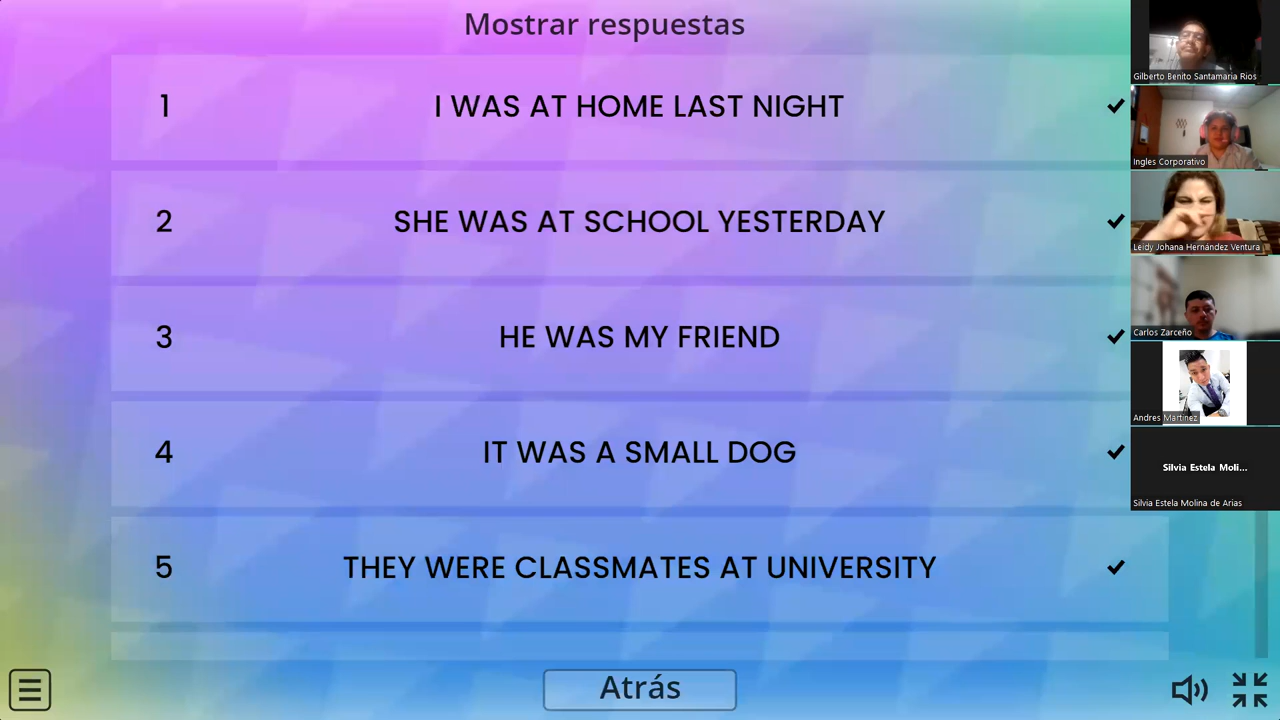 Mostrar respuestas
1 I WAS AT HOME LAST NIGHT
2 SHE WAS AT SCHOOL YESTERDAY
3 HE WAS MY FRIEND
4 IT WAS A SMALL DOG
5 THEY WERE CLASSMATES AT UNIVERSITY
Atrás
Gilberto Benito Santamaria Rios
Ingles Corporativo
Leidy Johana Hernández Ventura
Carlos Zarceño
Andres Martinez
Silvia Estela Moli...
Silvia Estela Molina de Arias